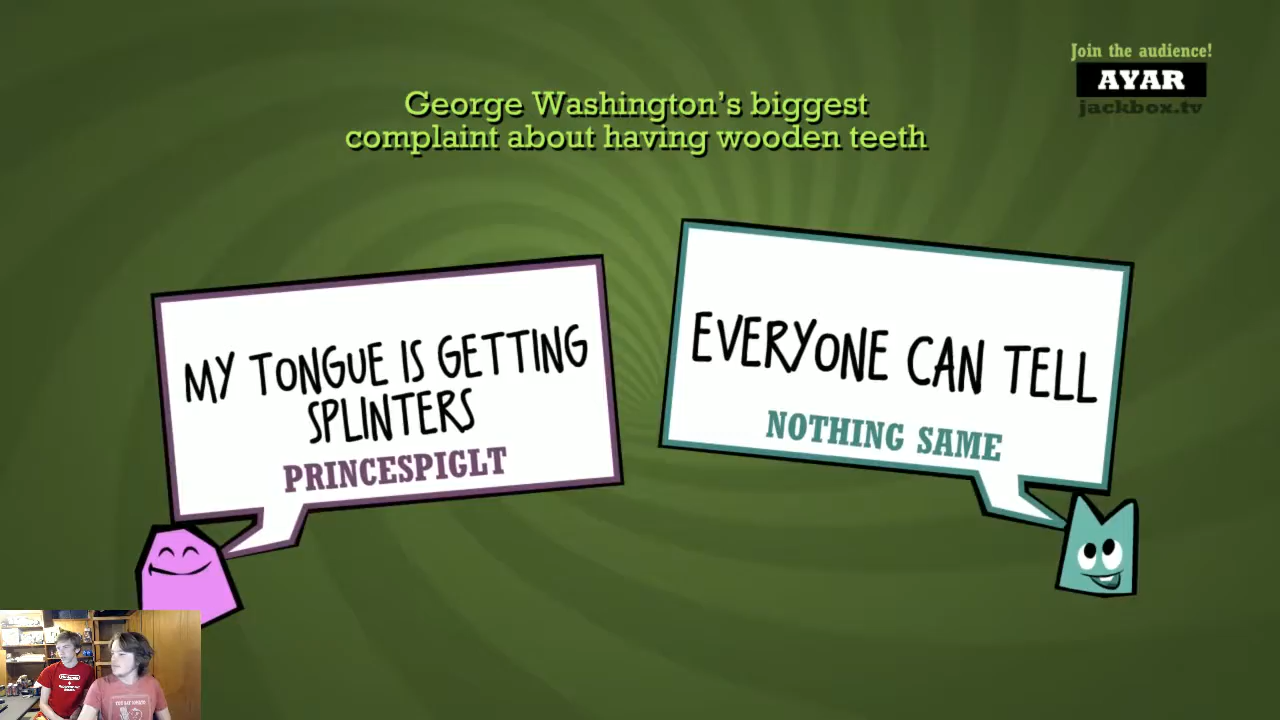 Join the audience!
AYAR
jackbox.tv
George Washington's biggest
complaint about having wooden teeth
MY TONGUE IS GETTING
SPLINTERS
PRINCESPIGLT
EVERYONE CAN TELL
NOTHING SAME